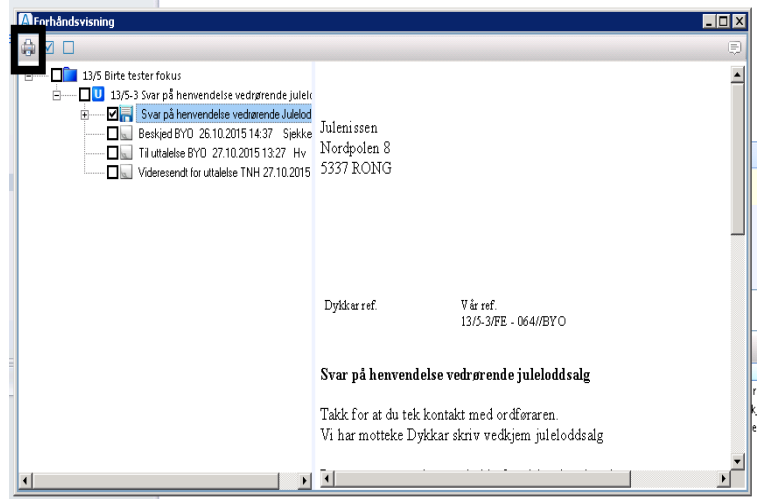 Forhåndsvisning
13/5 Birte tester fokus
13/5-3 Svar på henvendelse vedrørende julelo
Svar på henvendelse vedrørende Julelod
Beskjed BYO 26.10.2015 14:37 Sjekke
Til uttalelse BYO 27.10.2015 13:27 Hv
Videresendt for uttalelse TNH 27.10.2015
Julenissen
Nordpolen 8
5337 RONG
Dykkar ref.
Vår ref.
13/5-3/FE - 064//BYO
Svar på henvendelse vedrørende juleloddsalg
Takk for at du tek kontakt med ordføraren.
Vi har motteke Dykkar skriv vedkjem juleloddsalg